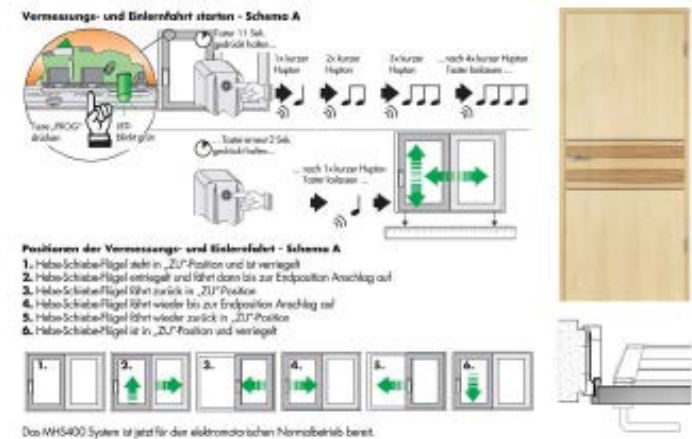 Vermessungs- und Einlernfahrt starten - Schema A
Taster 11 Sek.
gedrückt halten...
1x kurzer
Hupton
2x kurzer
Hupton
3x kurzer
Hupton
...nach 4x kurzer Hupton
Taster loslassen ...
Taste „PROG"
drücken
LED
blinkt grün
... Taster erneut 2 Sek.
gedrückt halten...
... nach 1x kurzer Hupton
Taster loslassen ...
Positionen der Vermessungs- und Einlernfahrt - Schema A
1. Hebe-Schiebe-Flügel steht in „ZU"-Position und ist verriegelt
2. Hebe-Schiebe-Flügel entriegelt und fährt dann bis zur Endposition Anschlag auf
3. Hebe-Schiebe-Flügel fährt zurück in „ZU"-Position
4. Hebe-Schiebe-Flügel fährt wieder bis zur Endposition Anschlag auf
5. Hebe-Schiebe-Flügel fährt wieder zurück in „ZU"-Position
6. Hebe-Schiebe-Flügel ist in „ZU"-Position und verriegelt
1.
2.
3.
4.
5.
6.
Das MHS400 System ist jetzt für den elektromotorischen Normalbetrieb bereit.